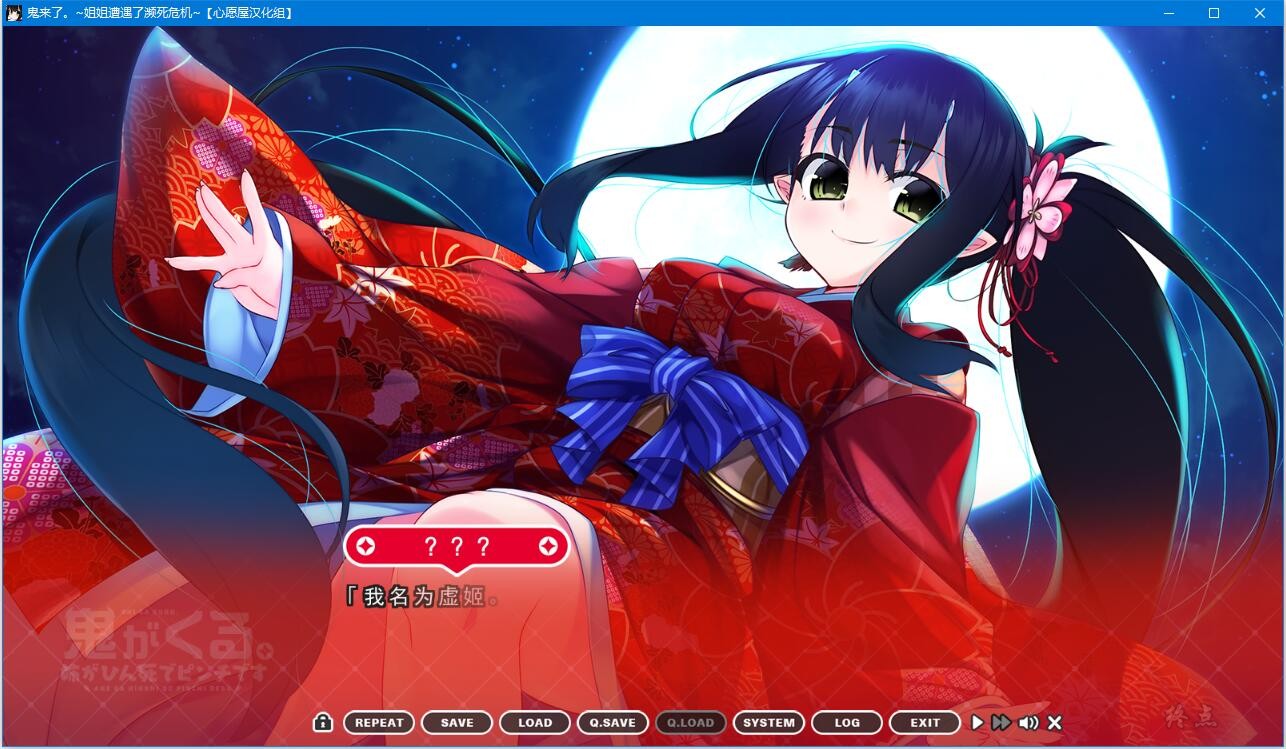 鬼来了。~姐姐遭遇了濒死危机~【心愿屋汉化组】
？？？
「我名为虚姬。
鬼がくる。
姉がひん死でピンチです
REPEAT SAVE LOAD Q.SAVE Q.LOAD SYSTEM LOG EXIT
终点